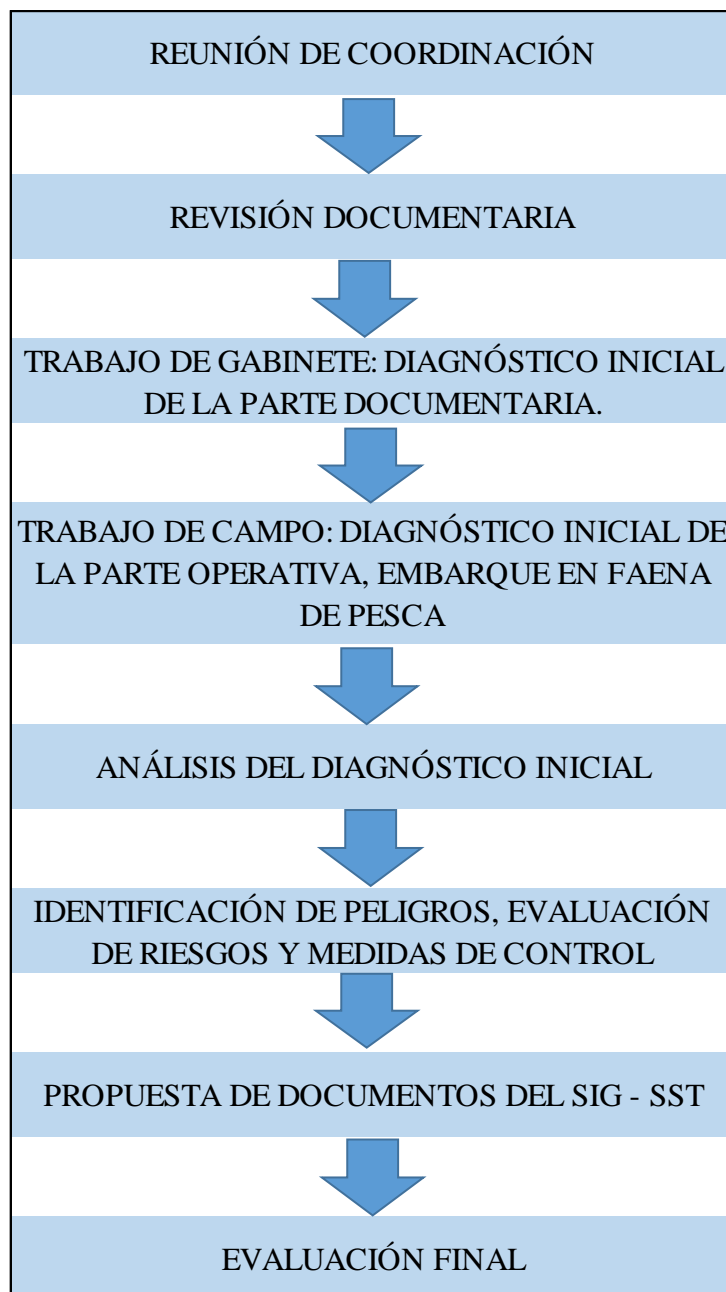 REUNIÓN DE COORDINACIÓN
REVISIÓN DOCUMENTARIA
TRABAJO DE GABINETE: DIAGNÓSTICO INICIAL
DE LA PARTE DOCUMENTARIA.
TRABAJO DE CAMPO: DIAGNÓSTICO INICIAL DE
LA PARTE OPERATIVA, EMBARQUE EN FAENA
DE PESCA
ANÁLISIS DEL DIAGNÓSTICO INICIAL
IDENTIFICACIÓN DE PELIGROS, EVALUACIÓN
DE RIESGOS Y MEDIDAS DE CONTROL
PROPUESTA DE DOCUMENTOS DEL SIG - SST
EVALUACIÓN FINAL